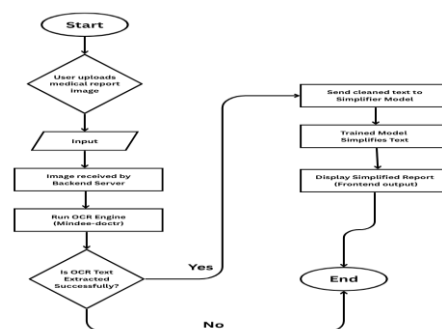 Start
User uploads
medical report
image
Input
Image received by
Backend Server
Run OCR Engine
(Mindee-doctr)
Is OCR Text
Extracted
Successfully?
Yes
No
Send cleaned text to
Simplifier Model
Trained Model
Simplifies Text
Display Simplified Report
(Frontend output)
End